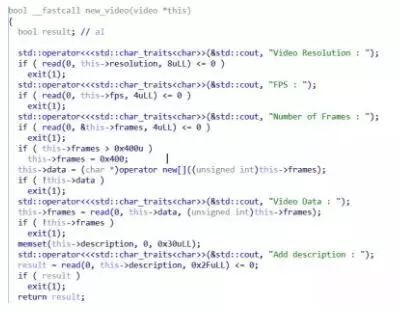 bool __fastcall new_video(video *this)
{
  bool result; // al

  std::operator<<<std::char_traits<char>>(&std::cout, "Video Resolution : ");
  if ( read(0, this->resolution, 8uLL) <= 0 )
    exit(1);
  std::operator<<<std::char_traits<char>>(&std::cout, "FPS : ");
  if ( read(0, this->fps, 4uLL) <= 0 )
    exit(1);
  std::operator<<<std::char_traits<char>>(&std::cout, "Number of Frames : ");
  if ( read(0, &this->frames, 4uLL) <= 0 )
    exit(1);
  if ( this->frames > 0x400u )
    this->frames = 0x400;
  this->data = (char *)operator new[]((unsigned int)this->frames);
  if ( !this->data )
    exit(1);
  std::operator<<<std::char_traits<char>>(&std::cout, "Video Data : ");
  this->frames = read(0, this->data, (unsigned int)this->frames);
  if ( !this->frames )
    exit(1);
  memset(this->description, 0, 0x30uLL);
  std::operator<<<std::char_traits<char>>(&std::cout, "Add description : ");
  result = read(0, this->description, 0x2FuLL) <= 0;
  if ( result )
    exit(1);
  return result;